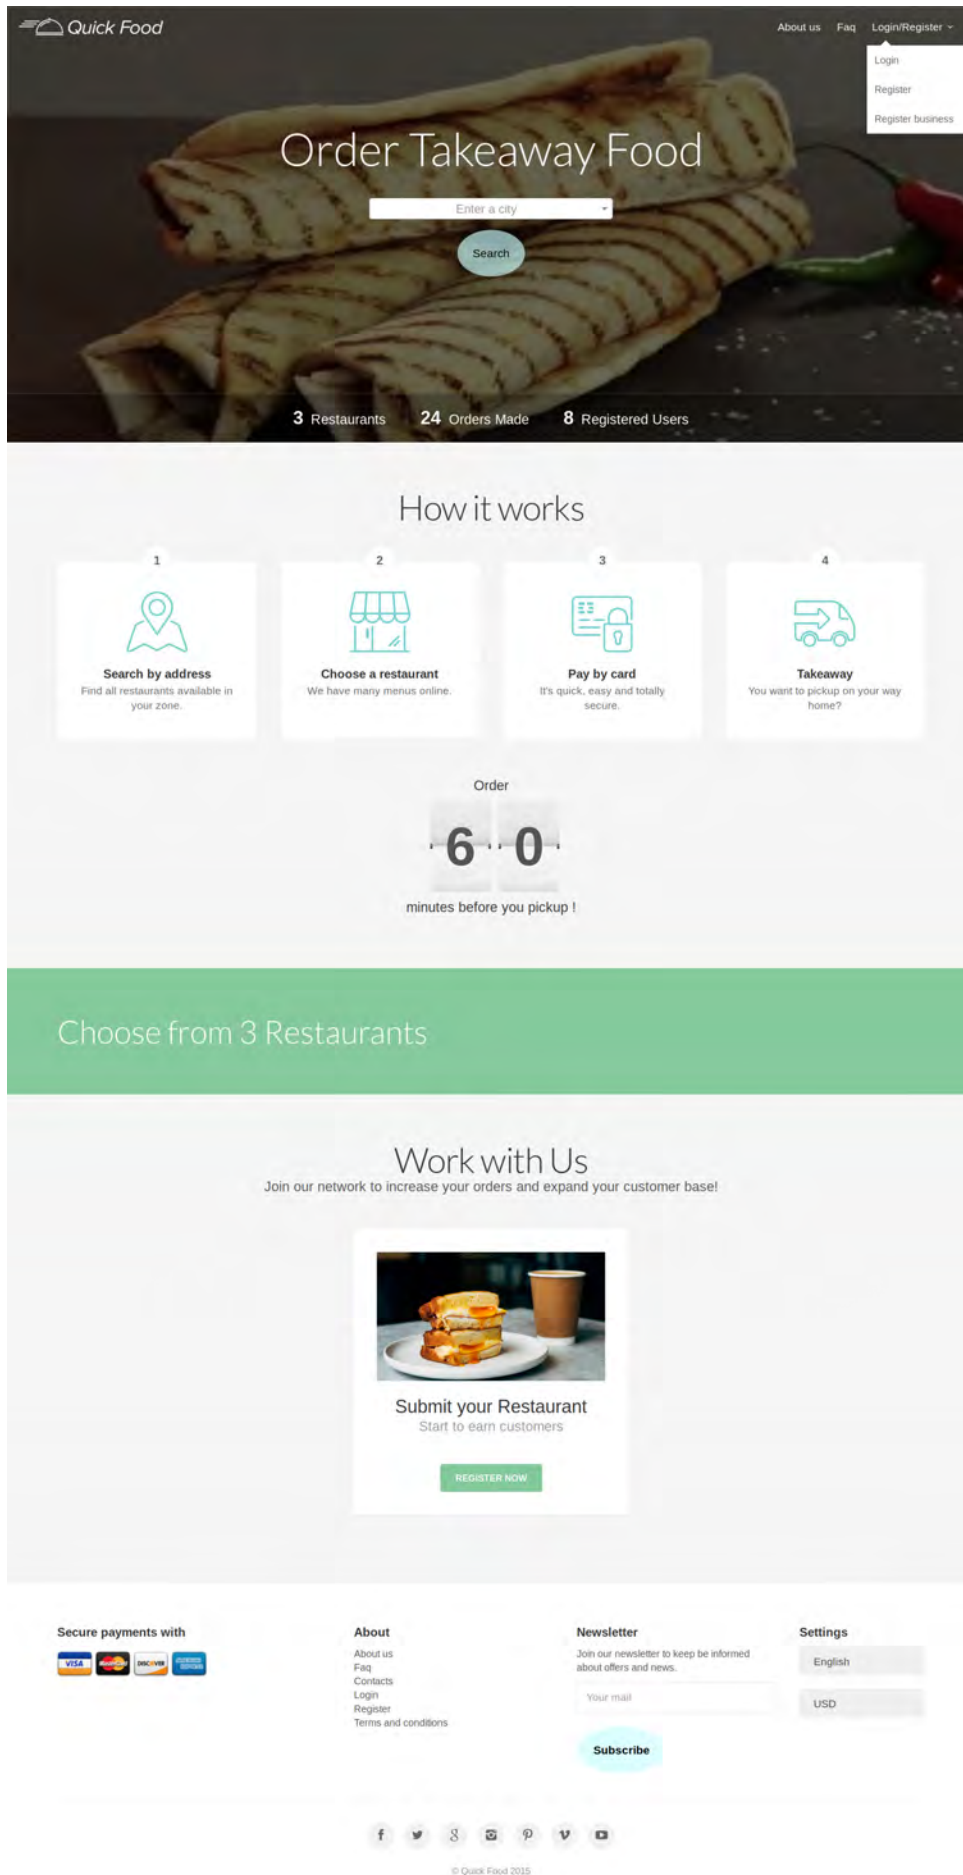 Quick Food
About us Faq Login/Register
Login
Register
Register business
Order Takeaway Food
Enter a city
Search
3 Restaurants 24 Orders Made 8 Registered Users
How it works
1
Search by address
Find all restaurants available in
your zone.
2
Choose a restaurant
We have many menus online.
3
Pay by card
It's quick, easy and totally
secure.
4
Takeaway
You want to pickup on your way
home?
Order
60
minutes before you pickup !
Choose from 3 Restaurants
Work with Us
Join our network to increase your orders and expand your customer base!
Submit your Restaurant
Start to earn customers
REGISTER NOW
Secure payments with
VISA MasterCard DISCOVER
About
About us
Faq
Contacts
Login
Register
Terms and conditions
Newsletter
Join our newsletter to keep be informed
about offers and news.
Your mail
Subscribe
Settings
English
USD
© Quick Food 2015